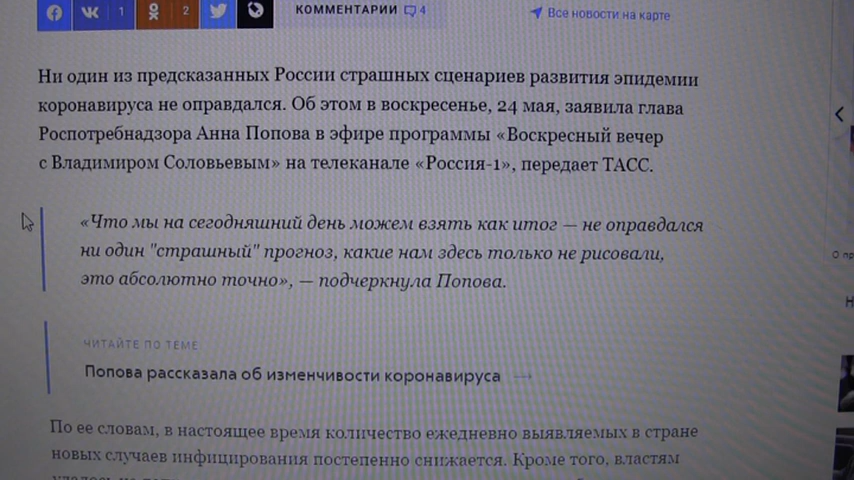 1
2
КОММЕНТАРИИ 4
Все новости на карте
Ни один из предсказанных России страшных сценариев развития эпидемии
коронавируса не оправдался. Об этом в воскресенье, 24 мая, заявила глава
Роспотребнадзора Анна Попова в эфире программы «Воскресный вечер
с Владимиром Соловьевым» на телеканале «Россия-1», передает ТАСС.
«Что мы на сегодняшний день можем взять как итог — не оправдался
ни один "страшный" прогноз, какие нам здесь только не рисовали,
это абсолютно точно», — подчеркнула Попова.
ЧИТАЙТЕ ПО ТЕМЕ
Попова рассказала об изменчивости коронавируса →
По ее словам, в настоящее время количество ежедневно выявляемых в стране
новых случаев инфицирования постепенно снижается. Кроме того, властям